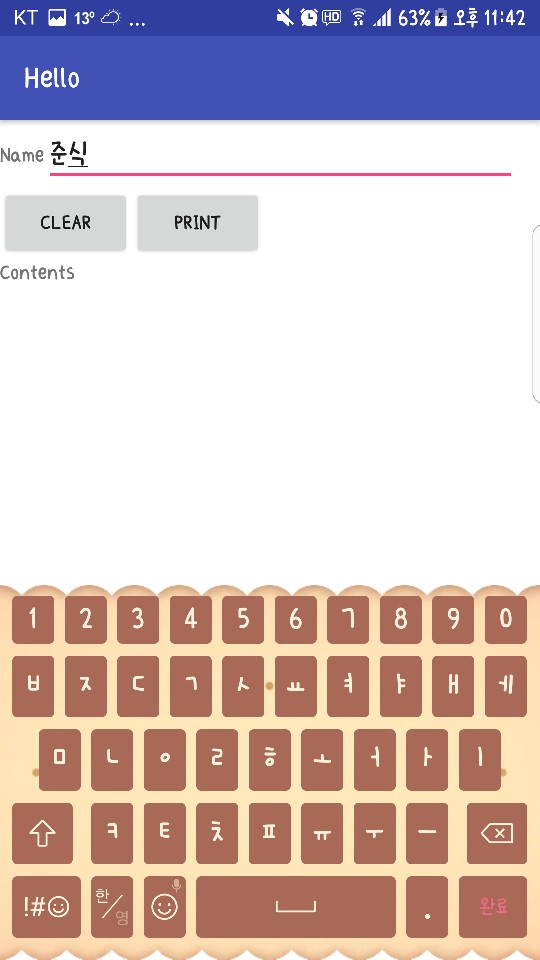 KT 13° ... HD 63% 오후 11:42
Hello
Name 준식
CLEAR PRINT
Contents
1 2 3 4 5 6 7 8 9 0
ㅂ ㅈ ㄷ ㄱ ㅅ ㅛ ㅕ ㅑ ㅐ ㅔ
ㅁ ㄴ ㅇ ㄹ ㅎ ㅗ ㅓ ㅏ ㅣ
ㅋ ㅌ ㅊ ㅍ ㅠ ㅜ ㅡ
!#☺ 한/영 . 완료